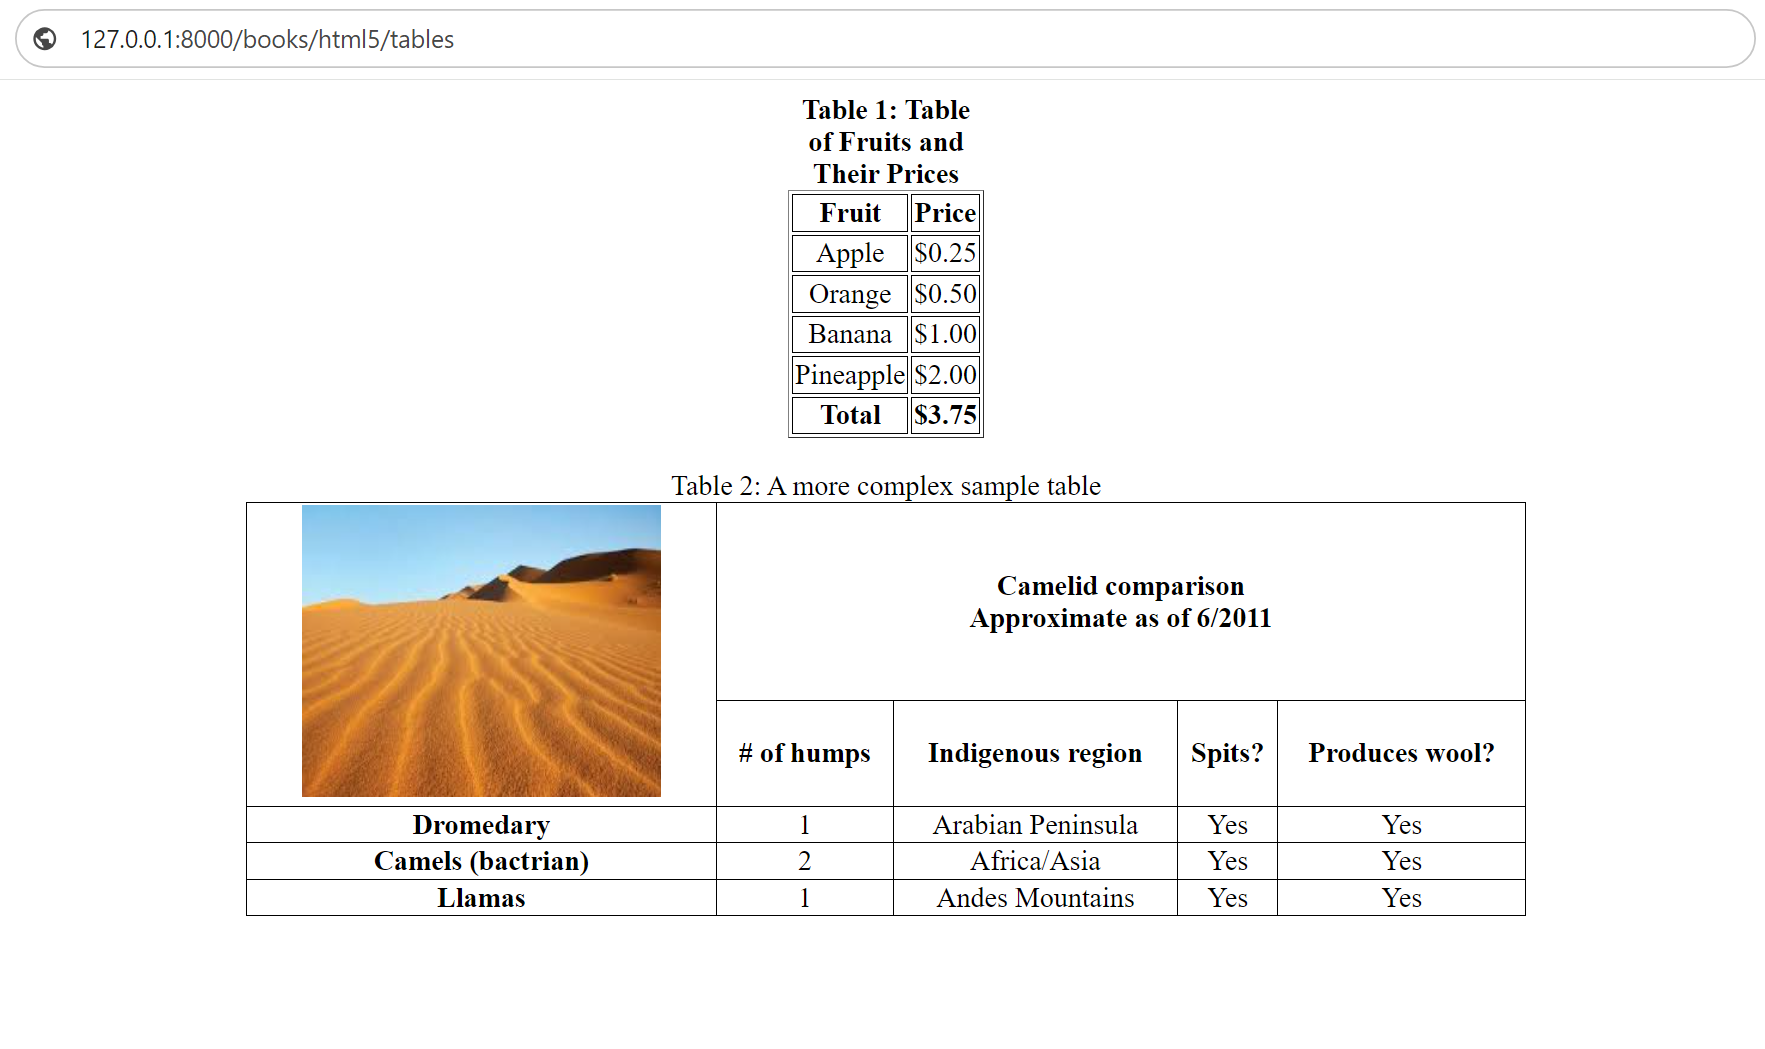 127.0.0.1:8000/books/html5/tables
Table 1: Table
of Fruits and
Their Prices
Fruit Price
Apple $0.25
Orange $0.50
Banana $1.00
Pineapple $2.00
Total $3.75
Table 2: A more complex sample table
Camelid comparison
Approximate as of 6/2011
# of humps Indigenous region Spits? Produces wool?
Dromedary 1 Arabian Peninsula Yes Yes
Camels (bactrian) 2 Africa/Asia Yes Yes
Llamas 1 Andes Mountains Yes Yes